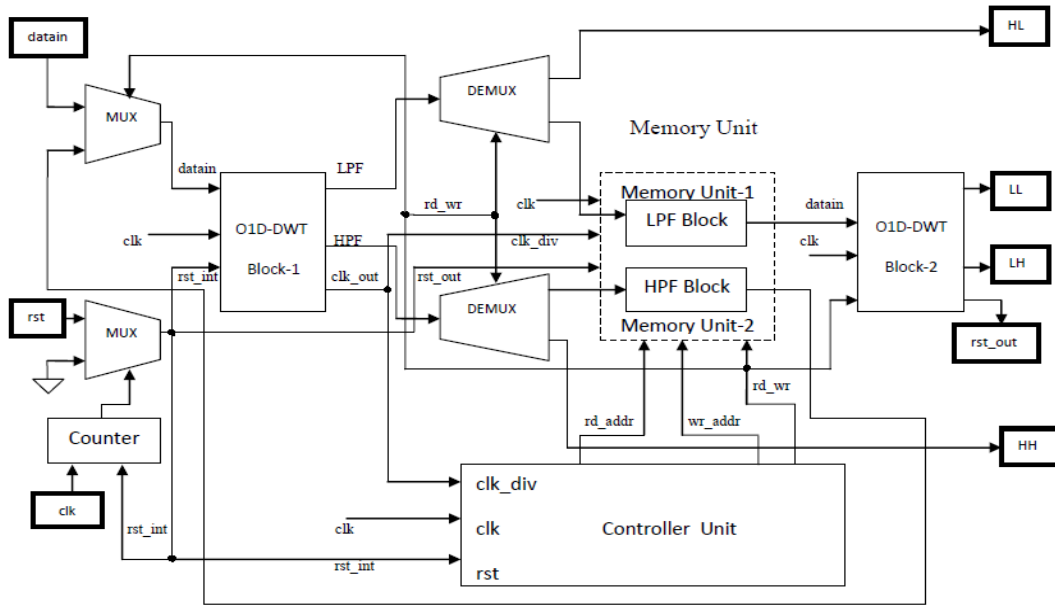 datain
HL
MUX
DEMUX
Memory Unit
datain
LPF
rd_wr
clk
Memory Unit-1
LPF Block
datain
LL
clk
O1D-DWT
Block-1
HPF
clk_div
clk
O1D-DWT
Block-2
rst_int
clk_out
rst_out
HPF Block
LH
rst
MUX
DEMUX
Memory Unit-2
rst_out
rd_wr
Counter
rd_addr
wr_addr
HH
clk
clk_div
rst_int
clk
clk
Controller Unit
rst_int
rst